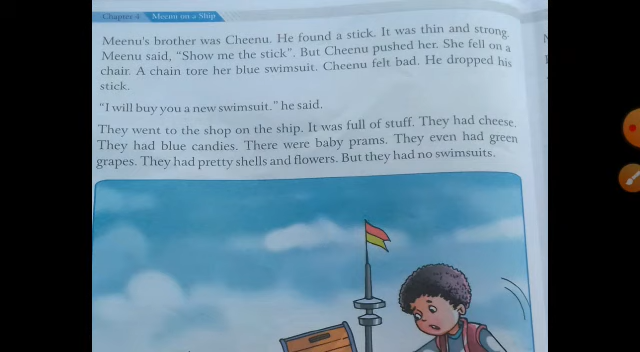 Chapter 4 Meenu on a Ship
Meenu's brother was Cheenu. He found a stick. It was thin and strong.
Meenu said, “Show me the stick”. But Cheenu pushed her. She fell on a
chair. A chain tore her blue swimsuit. Cheenu felt bad. He dropped his
stick.
“I will buy you a new swimsuit.” he said.
They went to the shop on the ship. It was full of stuff. They had cheese.
They had blue candies. There were baby prams. They even had green
grapes. They had pretty shells and flowers. But they had no swimsuits.